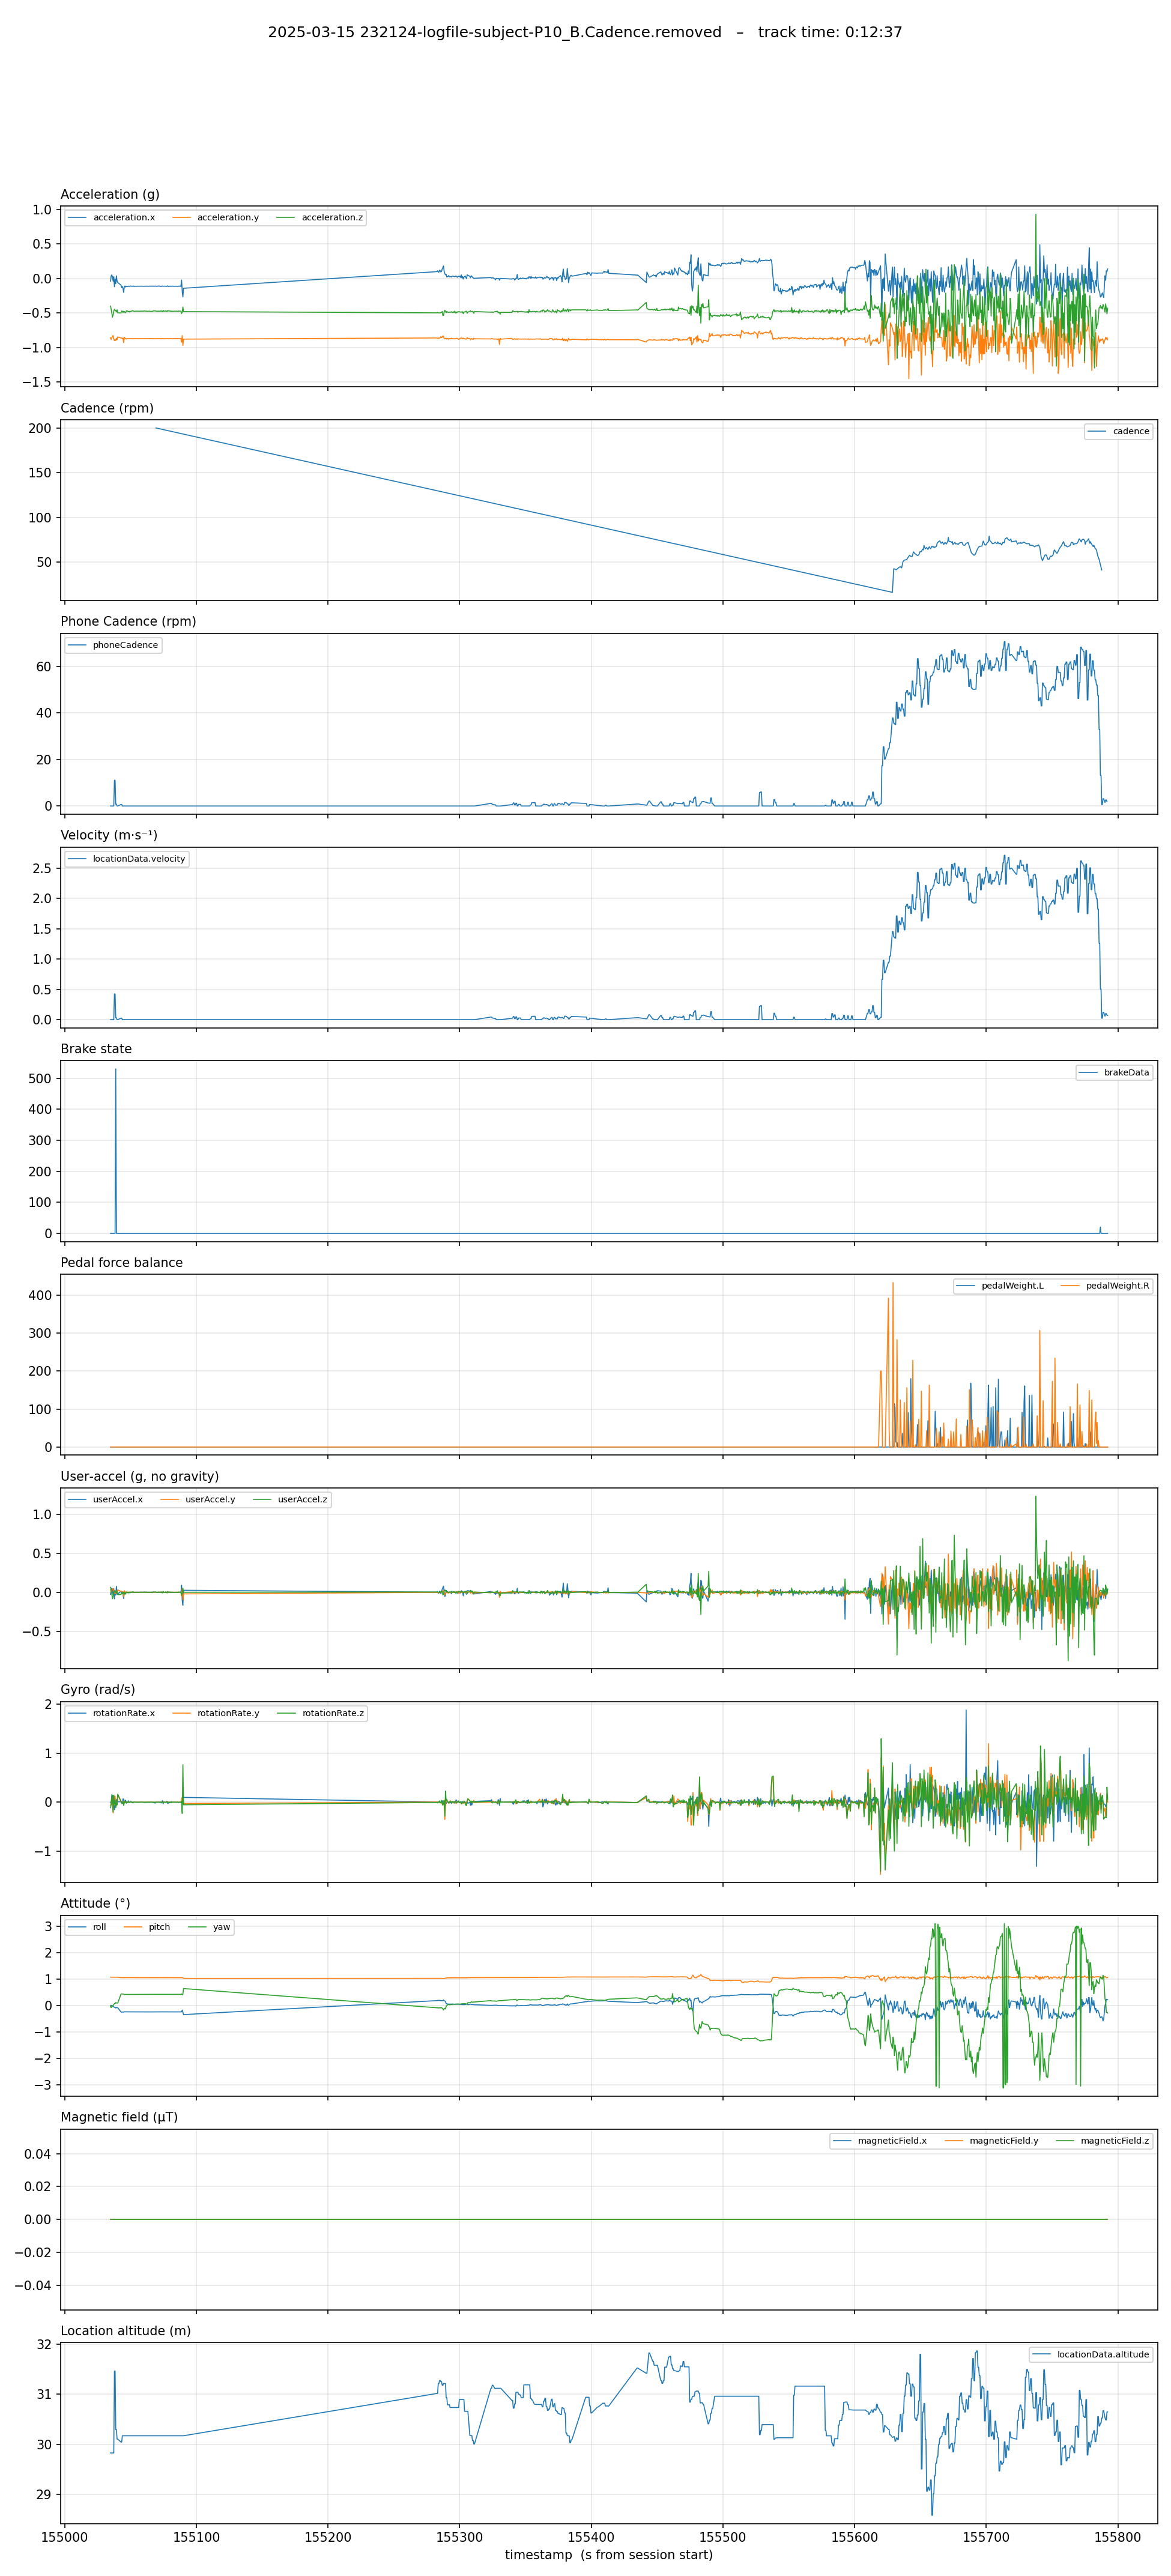 2025-03-15 232124-logfile-subject-P10_B.Cadence.removed – track time: 0:12:37
Acceleration (g)
acceleration.x acceleration.y acceleration.z
1.0
0.5
0.0
−0.5
−1.0
−1.5
Cadence (rpm)
cadence
200
150
100
50
Phone Cadence (rpm)
phoneCadence
60
40
20
0
Velocity (m·s⁻¹)
locationData.velocity
2.5
2.0
1.5
1.0
0.5
0.0
Brake state
brakeData
500
400
300
200
100
0
Pedal force balance
pedalWeight.L pedalWeight.R
400
300
200
100
0
User-accel (g, no gravity)
userAccel.x userAccel.y userAccel.z
1.0
0.5
0.0
−0.5
Gyro (rad/s)
rotationRate.x rotationRate.y rotationRate.z
2
1
0
−1
Attitude (°)
roll pitch yaw
3
2
1
0
−1
−2
−3
Magnetic field (µT)
magneticField.x magneticField.y magneticField.z
0.04
0.02
0.00
−0.02
−0.04
Location altitude (m)
locationData.altitude
32
31
30
29
155000 155100 155200 155300 155400 155500 155600 155700 155800
timestamp (s from session start)